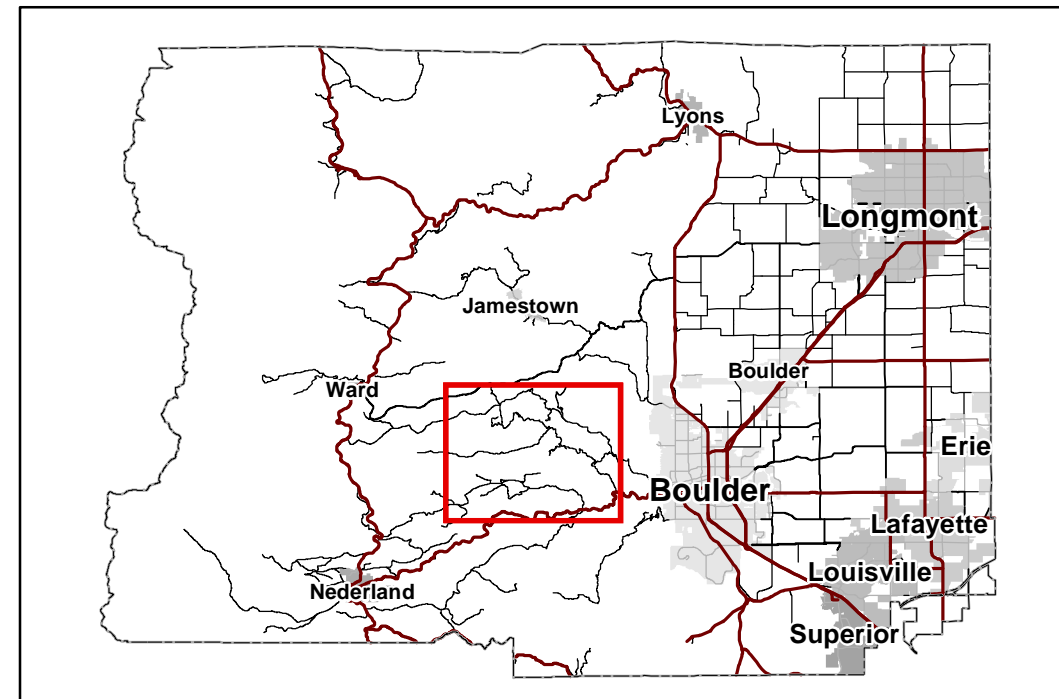 Lyons
Longmont
Jamestown
Boulder
Ward
Erie
Boulder
Lafayette
Louisville
Nederland
Superior